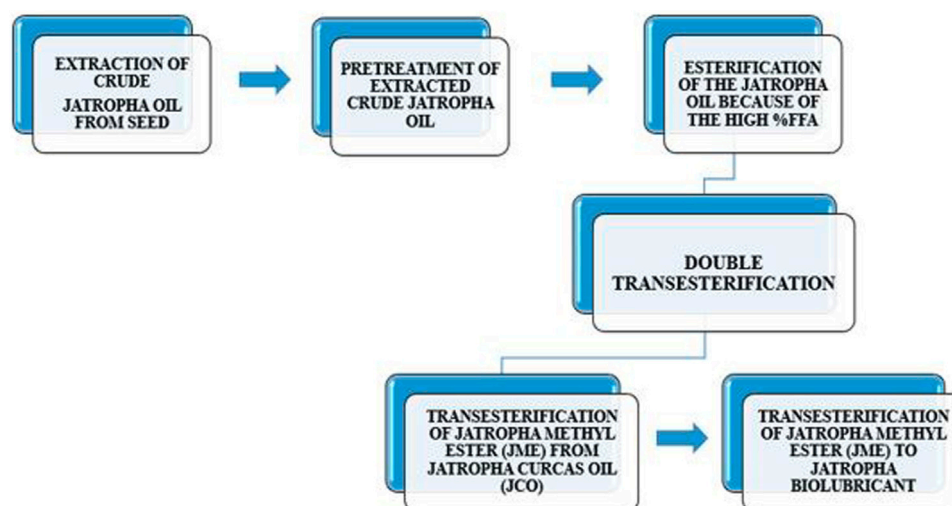 EXTRACTION OF
CRUDE
JATROPHA OIL
FROM SEED
PRETREATMENT OF
EXTRACTED
CRUDE JATROPHA
OIL
ESTERIFICATION
OF THE JATROPHA
OIL BECAUSE OF
THE HIGH %FFA
DOUBLE
TRANSESTERIFICATION
TRANSESTERIFICATION
OF JATROPHA METHYL
ESTER (JME) FROM
JATROPHA CURCAS OIL
(JCO)
TRANSESTERIFICATION
OF JATROPHA METHYL
ESTER (JME) TO
JATROPHA
BIOLUBRICANT